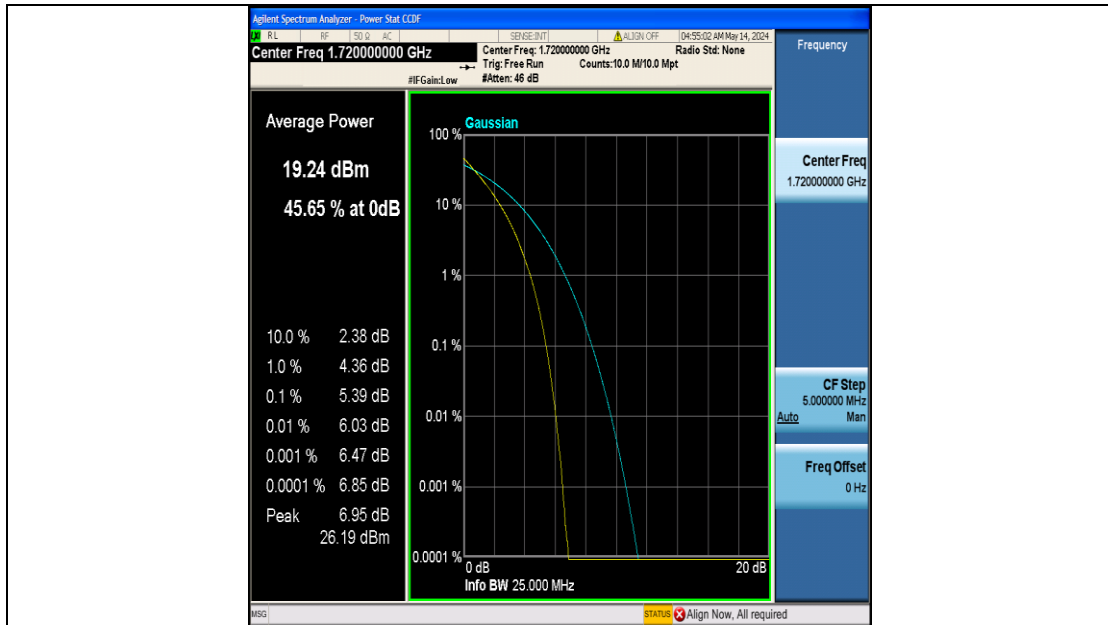 Agilent Spectrum Analyzer - Power Stat CCDF
RL RF 50 Ω AC SENSE:INT ALIGN OFF 04:55:02 AM May 14, 2024
Center Freq 1.720000000 GHz
Center Freq: 1.720000000 GHz Radio Std: None
Trig: Free Run Counts:10.0 M/10.0 Mpt
#IFGain:Low #Atten: 46 dB
Average Power
19.24 dBm
45.65 % at 0dB
10.0 % 2.38 dB
1.0 % 4.36 dB
0.1 % 5.39 dB
0.01 % 6.03 dB
0.001 % 6.47 dB
0.0001 % 6.85 dB
Peak 6.95 dB
26.19 dBm
Gaussian
100 %
10 %
1 %
0.1 %
0.01 %
0.001 %
0.0001 %
0 dB 20 dB
Info BW 25.000 MHz
Frequency
Center Freq
1.720000000 GHz
CF Step
5.000000 MHz
Auto Man
Freq Offset
0 Hz
MSG STATUS Align Now, All required